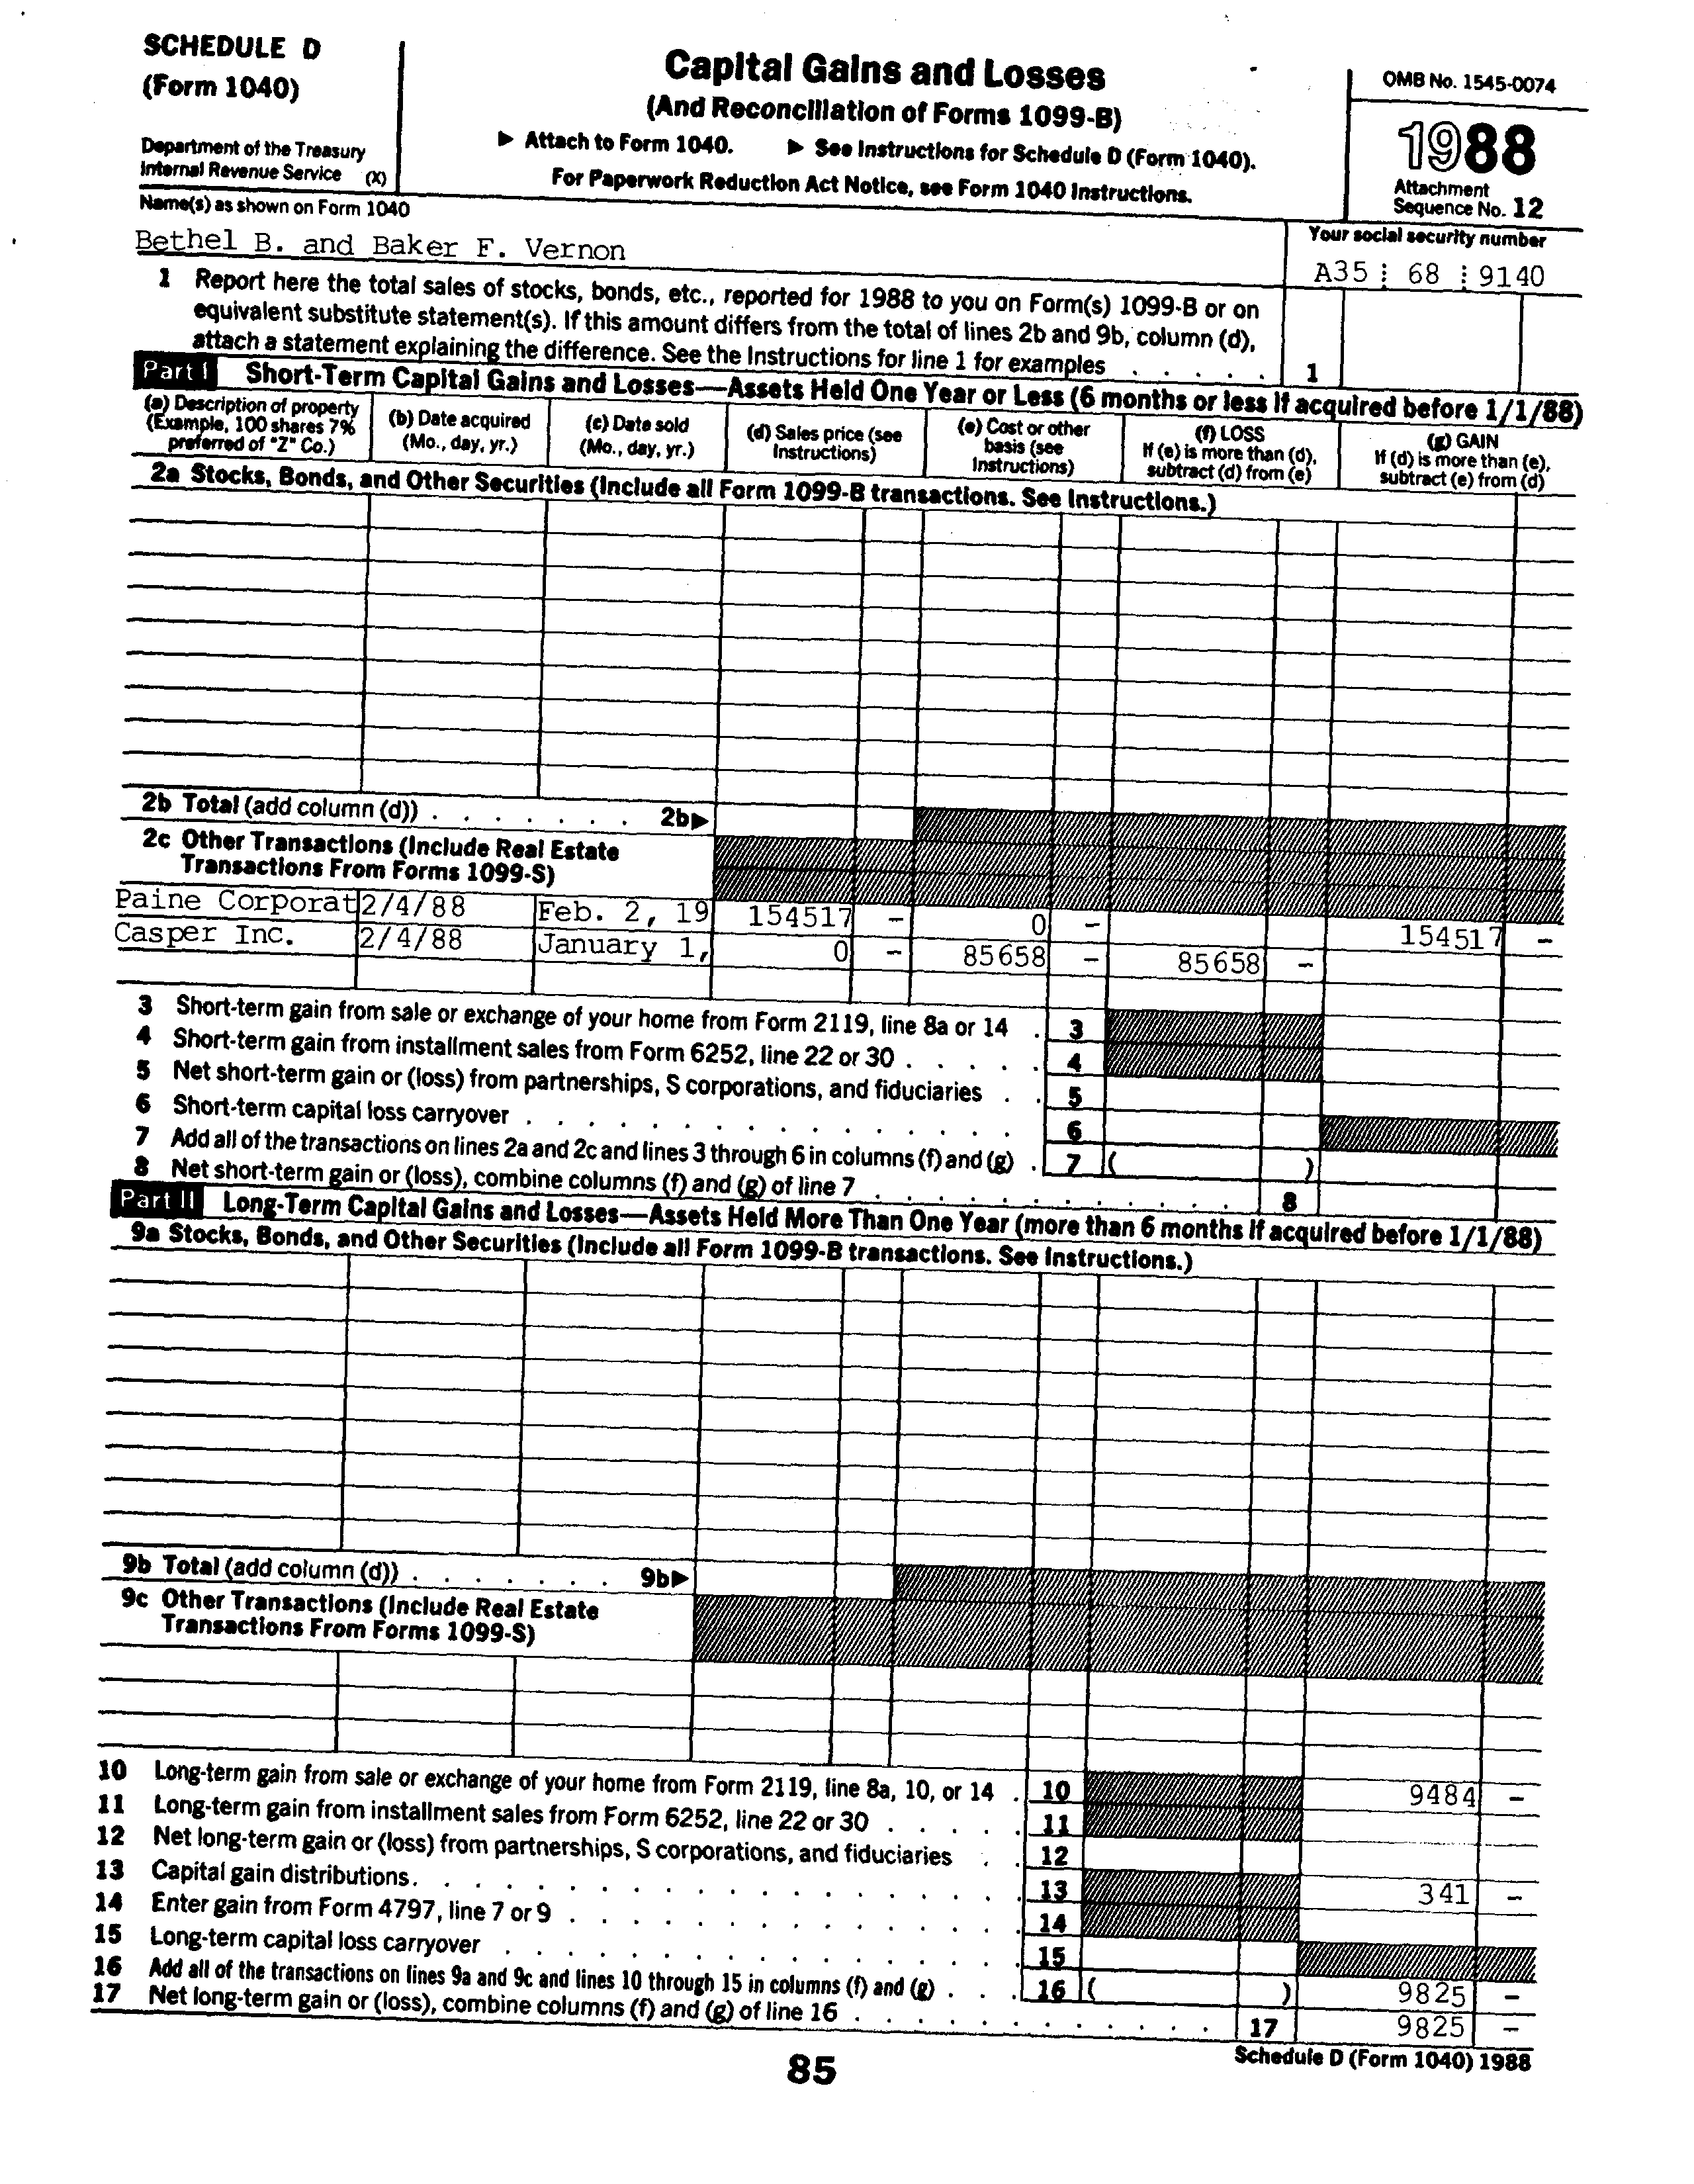 SCHEDULE D
(Form 1040)
Department of the Treasury
Internal Revenue Service (X)
Capital Gains and Losses
(And Reconciliation of Forms 1099-B)
▶ Attach to Form 1040. ▶ See Instructions for Schedule D (Form 1040).
For Paperwork Reduction Act Notice, see Form 1040 Instructions.
OMB No. 1545-0074
1988
Attachment
Sequence No. 12
Name(s) as shown on Form 1040
Bethel B. and Baker F. Vernon
Your social security number
A35 68 9140
1 Report here the total sales of stocks, bonds, etc., reported for 1988 to you on Form(s) 1099-B or on
equivalent substitute statement(s). If this amount differs from the total of lines 2b and 9b, column (d),
attach a statement explaining the difference. See the Instructions for line 1 for examples . . . . . 1
Part I Short-Term Capital Gains and Losses—Assets Held One Year or Less (6 months or less if acquired before 1/1/88)
(a) Description of property
(Example, 100 shares 7%
preferred of "Z" Co.)
(b) Date acquired
(Mo., day, yr.)
(c) Date sold
(Mo., day, yr.)
(d) Sales price (see
Instructions)
(e) Cost or other
basis (see
Instructions)
(f) LOSS
If (e) is more than (d),
subtract (d) from (e)
(g) GAIN
If (d) is more than (e),
subtract (e) from (d)
2a Stocks, Bonds, and Other Securities (Include all Form 1099-B transactions. See Instructions.)
2b Total (add column (d)) . . . . . . . 2b▶
2c Other Transactions (Include Real Estate
Transactions From Forms 1099-S)
Paine Corporat 2/4/88 Feb. 2, 19 154517 - 0 - 154517 -
Casper Inc. 2/4/88 January 1, 0 - 85658 - 85658 -
3 Short-term gain from sale or exchange of your home from Form 2119, line 8a or 14 . 3
4 Short-term gain from installment sales from Form 6252, line 22 or 30 . . . . . 4
5 Net short-term gain or (loss) from partnerships, S corporations, and fiduciaries . . 5
6 Short-term capital loss carryover . . . . . . . . . . . . . . . . 6
7 Add all of the transactions on lines 2a and 2c and lines 3 through 6 in columns (f) and (g) . 7 ( )
8 Net short-term gain or (loss), combine columns (f) and (g) of line 7 . . . . . . . . . . . . 8
Part II Long-Term Capital Gains and Losses—Assets Held More Than One Year (more than 6 months if acquired before 1/1/88)
9a Stocks, Bonds, and Other Securities (Include all Form 1099-B transactions. See Instructions.)
9b Total (add column (d)) . . . . . . . 9b▶
9c Other Transactions (Include Real Estate
Transactions From Forms 1099-S)
10 Long-term gain from sale or exchange of your home from Form 2119, line 8a, 10, or 14 . 10 9484 -
11 Long-term gain from installment sales from Form 6252, line 22 or 30 . . . . . 11
12 Net long-term gain or (loss) from partnerships, S corporations, and fiduciaries . . 12
13 Capital gain distributions . . . . . . . . . . . . . . . . . . . 13 341 -
14 Enter gain from Form 4797, line 7 or 9 . . . . . . . . . . . . . . 14
15 Long-term capital loss carryover . . . . . . . . . . . . . . . . 15
16 Add all of the transactions on lines 9a and 9c and lines 10 through 15 in columns (f) and (g) . . . 16 ( ) 9825 -
17 Net long-term gain or (loss), combine columns (f) and (g) of line 16 . . . . . . . . . . . . 17 9825 -
Schedule D (Form 1040) 1988
85